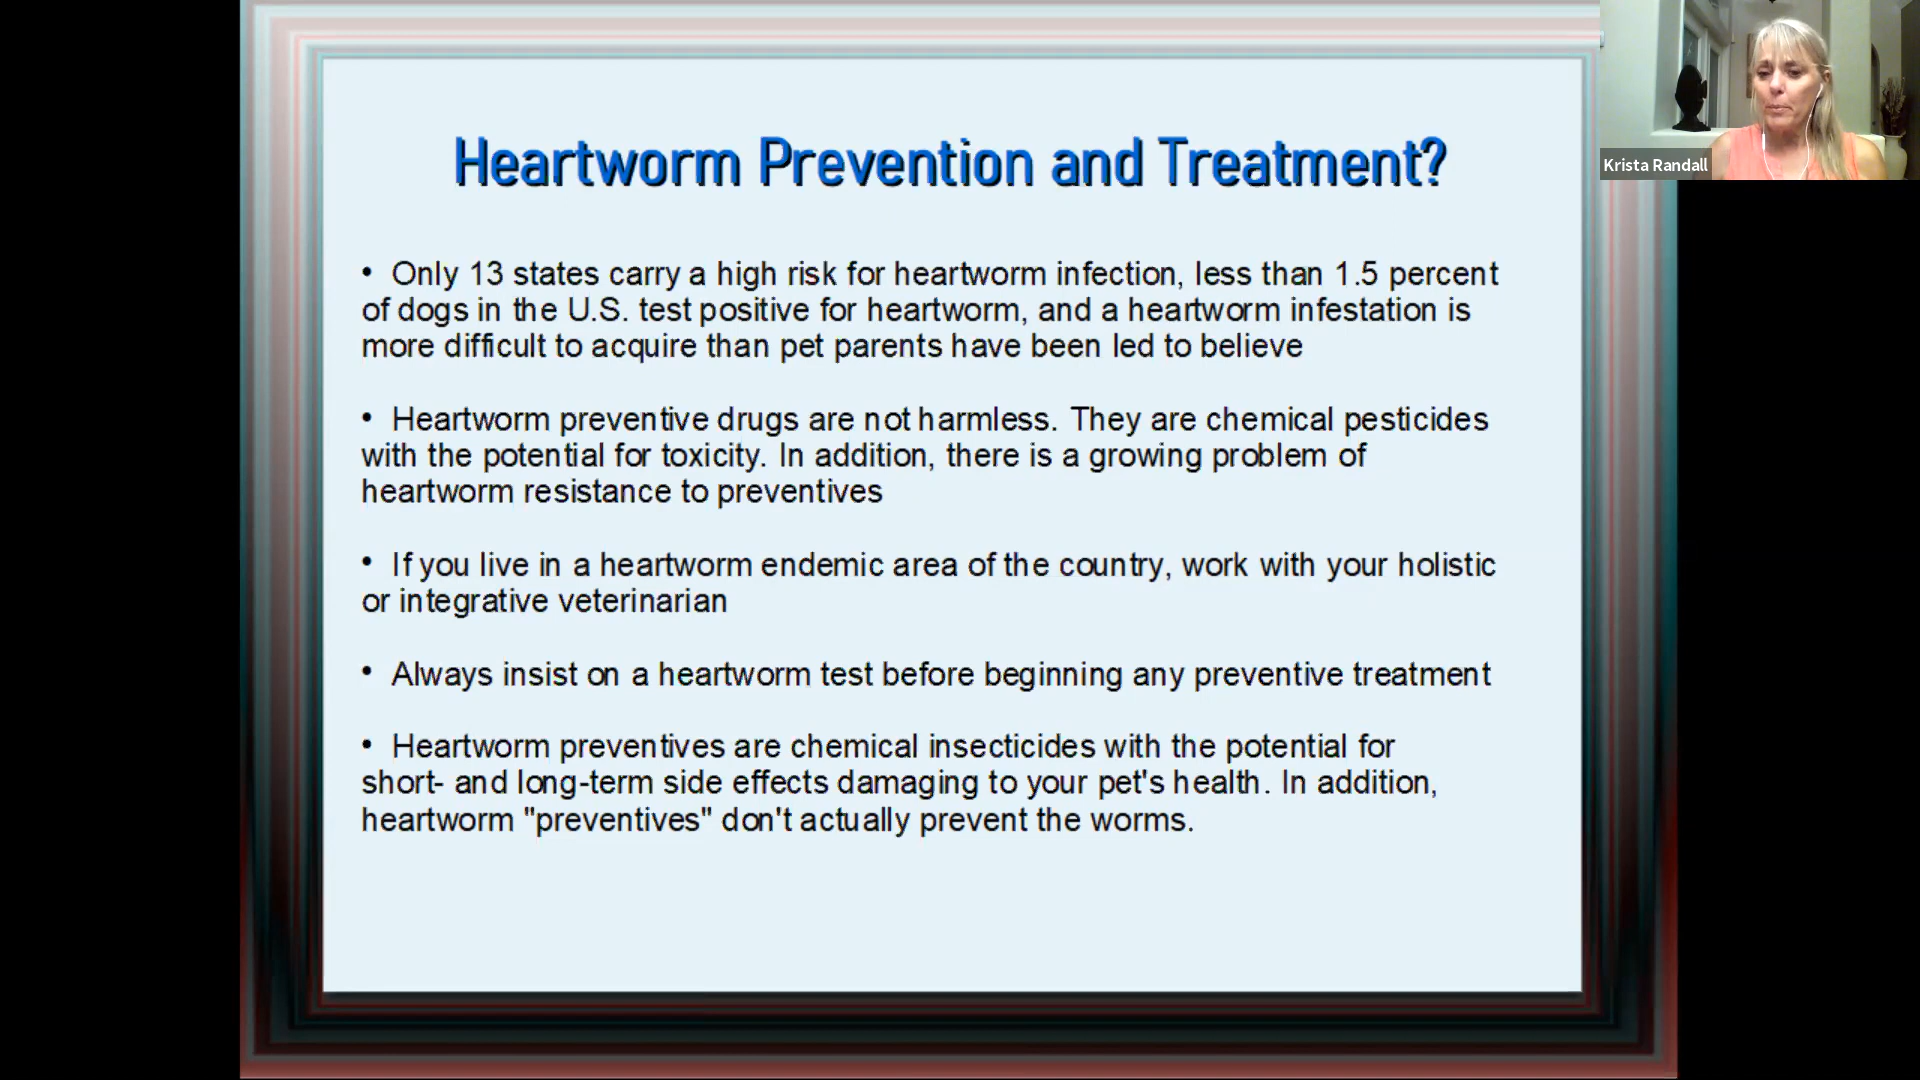 Heartworm Prevention and Treatment?
• Only 13 states carry a high risk for heartworm infection, less than 1.5 percent
of dogs in the U.S. test positive for heartworm, and a heartworm infestation is
more difficult to acquire than pet parents have been led to believe
• Heartworm preventive drugs are not harmless. They are chemical pesticides
with the potential for toxicity. In addition, there is a growing problem of
heartworm resistance to preventives
• If you live in a heartworm endemic area of the country, work with your holistic
or integrative veterinarian
• Always insist on a heartworm test before beginning any preventive treatment
• Heartworm preventives are chemical insecticides with the potential for
short- and long-term side effects damaging to your pet's health. In addition,
heartworm "preventives" don't actually prevent the worms.
Krista Randall